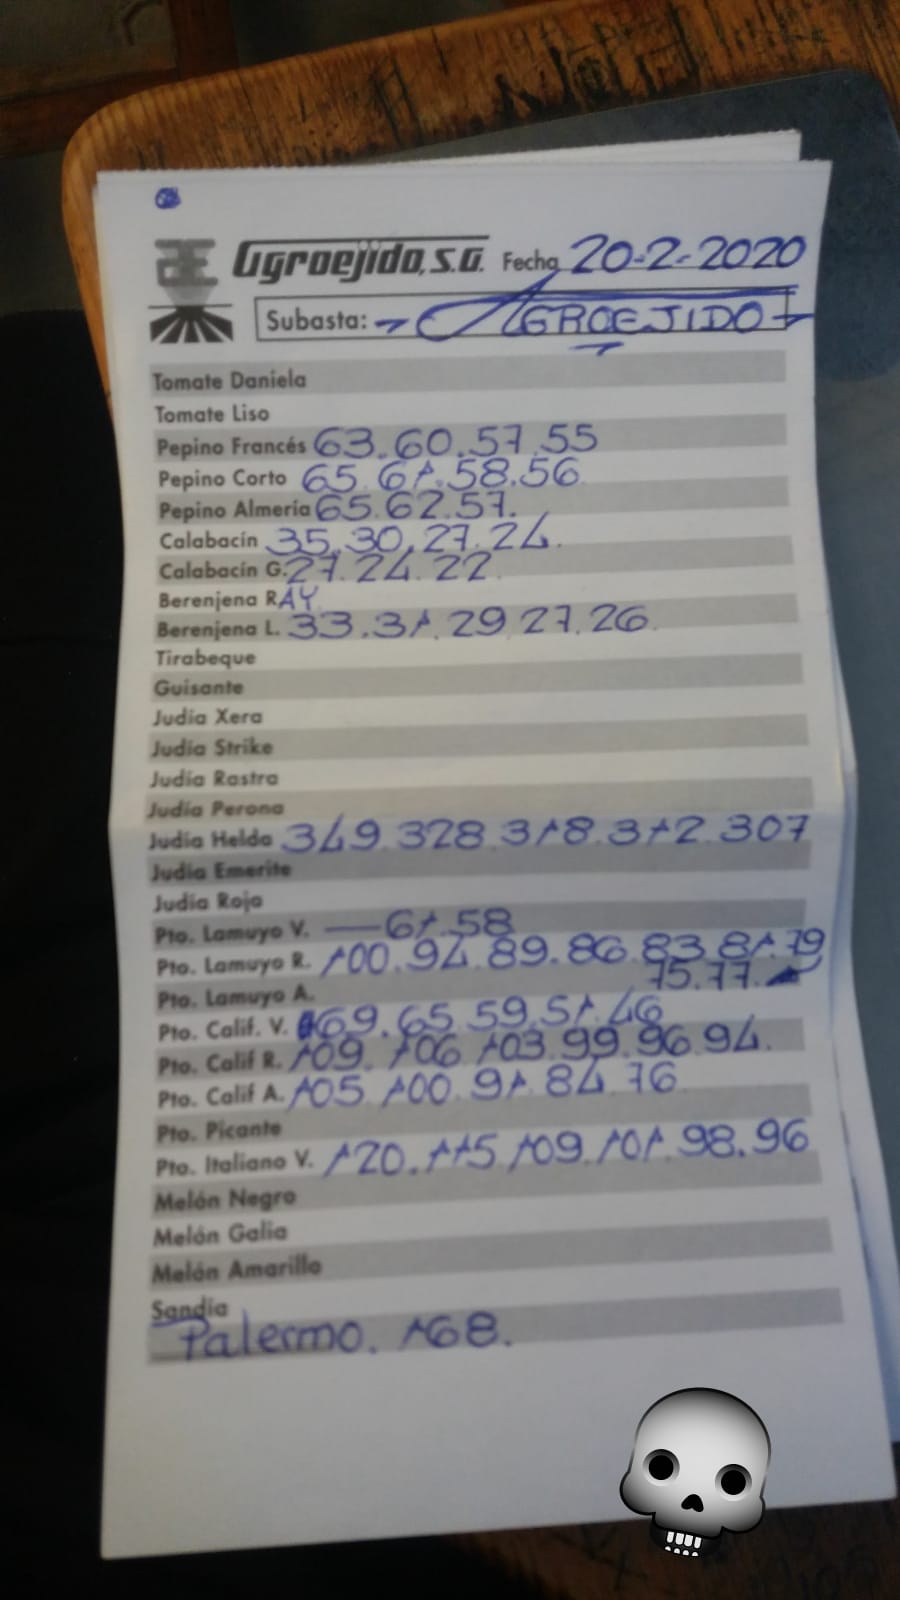 Agroejido, S.A. Fecha 20-2-2020
Subasta: AGROEJIDO
Tomate Daniela
Tomate Liso
Pepino Francés 63.60.57.55
Pepino Corto 65.61.58.56
Pepino Almería 65.62.57.
Calabacín 35.30.27.24.
Calabacín G. 27.24.22
Berenjena RAY
Berenjena L. 33.31.29 27.26
Tirabeque
Guisante
Judía Xera
Judía Strike
Judía Rastra
Judía Perona
Judía Helda 349.328.318.312.307
Judía Emerite
Judía Roja
Pto. Lamuyo V. —61.58
Pto. Lamuyo R. 100.94.89.86.83.81.79
75.77.
Pto. Lamuyo A.
Pto. Calif. V. 69.65.59.51.46
Pto. Calif R. 109. 106 103.99.96.94.
Pto. Calif A. 105.100.91.84.76
Pto. Picante
Pto. Italiano V. 120.115 109.101.98.96
Melón Negro
Melón Galia
Melón Amarillo
Sandía
Palermo. 168.